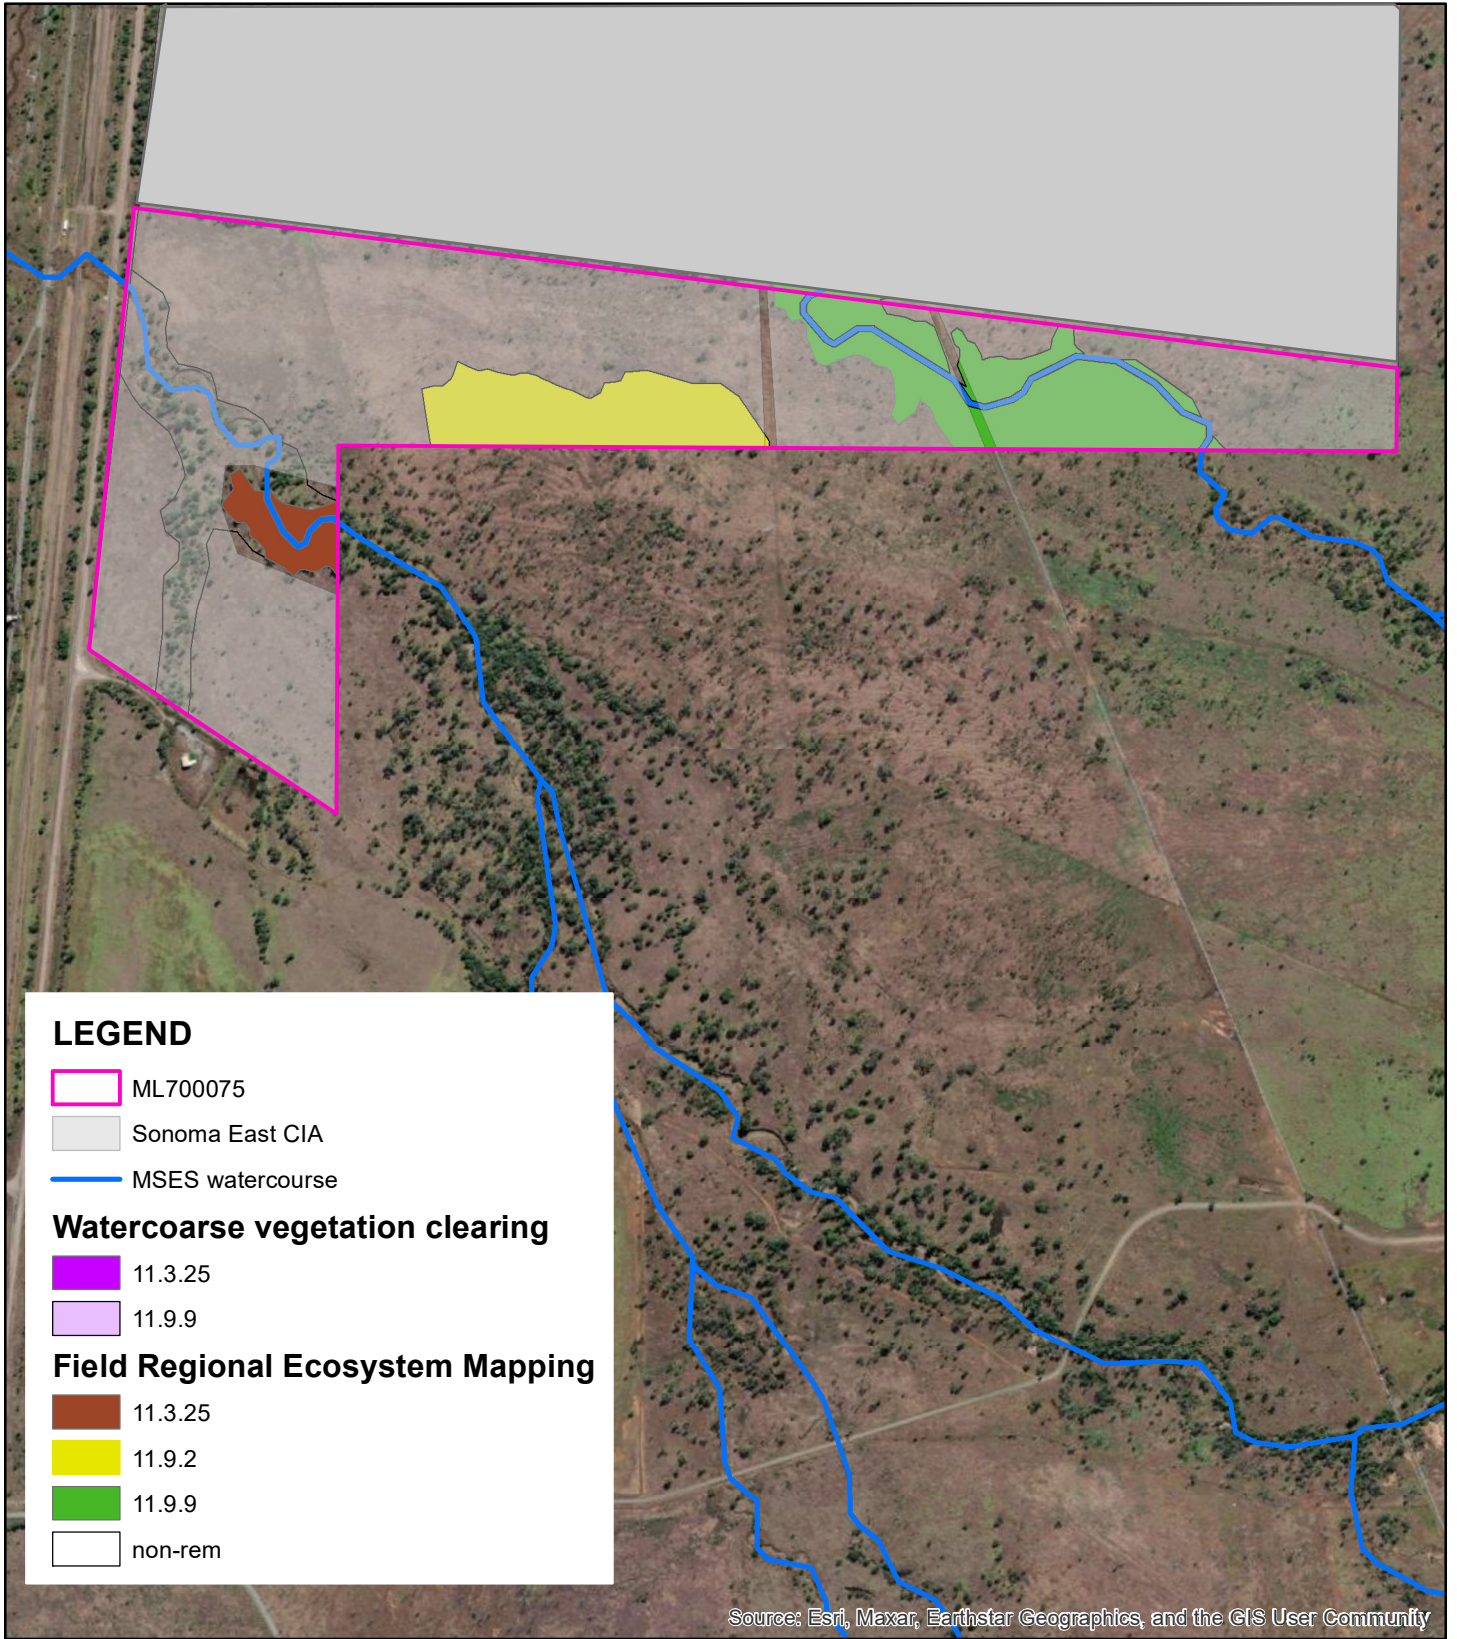 LEGEND
ML700075
Sonoma East CIA
MSES watercourse
Watercoarse vegetation clearing
11.3.25
11.9.9
Field Regional Ecosystem Mapping
11.3.25
11.9.2
11.9.9
non-rem
Source: Esri, Maxar, Earthstar Geographics, and the GIS User Community